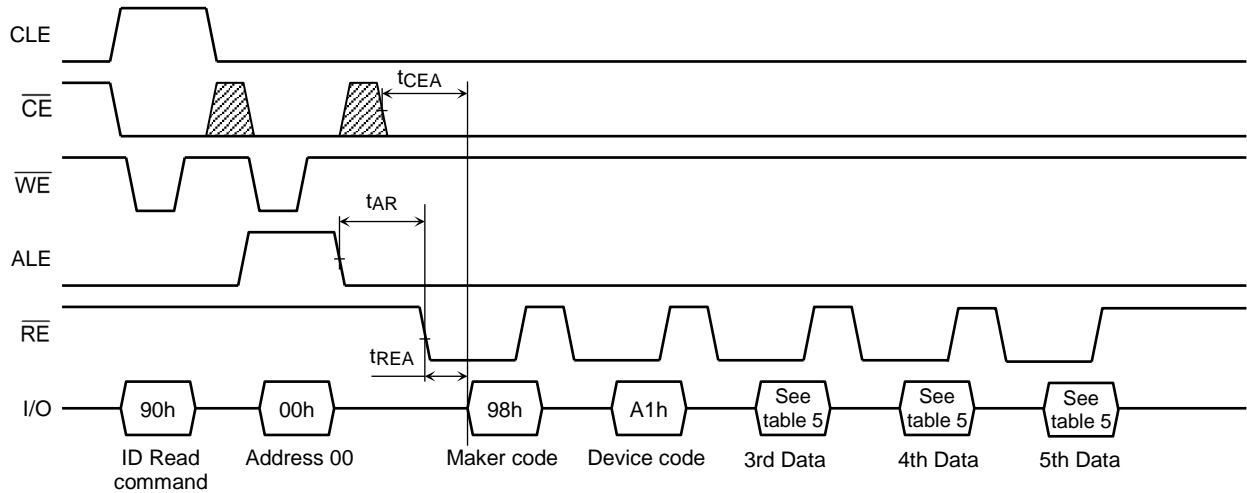 CLE
tCEA
CE
WE
tAR
ALE
RE
tREA
I/O
90h
00h
98h
A1h
See
table 5
See
table 5
See
table 5
ID Read
command
Address 00
Maker code
Device code
3rd Data
4th Data
5th Data